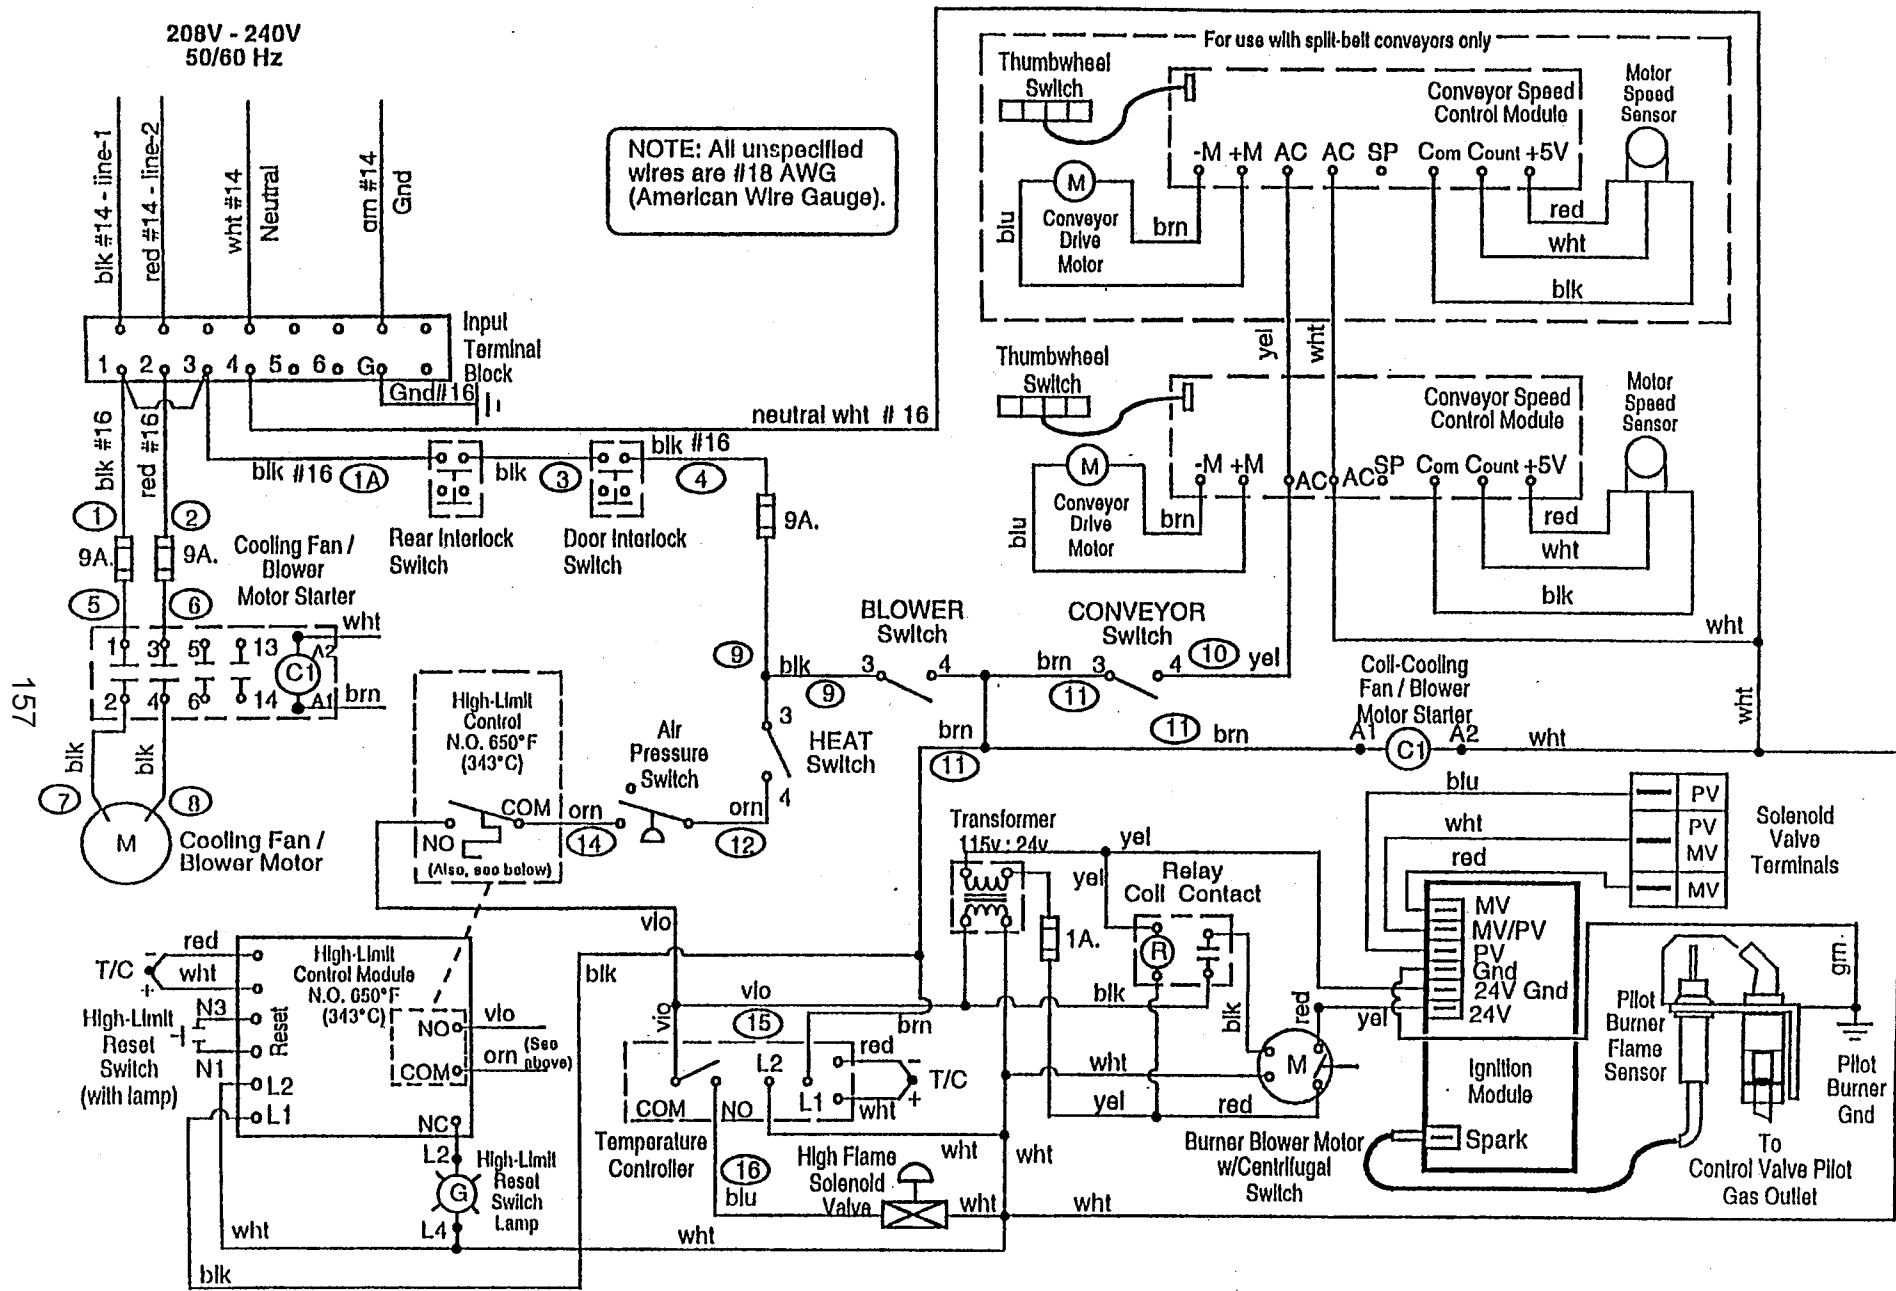 208V - 240V
50/60 Hz
blk #14 - line-1
red #14 - line-2
wht #14
Neutral
grn #14
Gnd
NOTE: All unspecified
wires are #18 AWG
(American Wire Gauge).
For use with split-belt conveyors only
Thumbwheel
Switch
Conveyor Speed
Control Module
Motor
Speed
Sensor
-M +M AC AC SP Com Count +5V
M
Conveyor
Drive
Motor
blu
brn
red
wht
blk
yel
wht
Input
Terminal
Block
1 2 3 4 5 6 G
Gnd#16
neutral wht # 16
Thumbwheel
Switch
Conveyor Speed
Control Module
Motor
Speed
Sensor
-M +M AC AC SP Com Count +5V
M
Conveyor
Drive
Motor
blu
brn
red
wht
blk
wht
blk #16
red #16
blk #16
1A
blk
3
blk #16
4
9A.
Rear Interlock
Switch
Door Interlock
Switch
1
2
9A.
9A.
5
6
Cooling Fan /
Blower
Motor Starter
wht
1 3 5 13
C1
A2
A1
brn
2 4 6 14
blk
blk
7
8
M
Cooling Fan /
Blower Motor
157
BLOWER
Switch
CONVEYOR
Switch
9
blk
9
3 4
brn
11
3 4
10
yel
11
brn
11
brn
Coil-Cooling
Fan / Blower
Motor Starter
A1 C1 A2
wht
wht
High-Limit
Control
N.O. 650°F
(343°C)
COM
NO
(Also, see below)
orn
14
Air
Pressure
Switch
orn
12
3
HEAT
Switch
4
Transformer
115v : 24v
yel
yel
Relay
Coil Contact
R
1A.
blu
wht
red
PV
PV
MV
MV
Solenoid
Valve
Terminals
MV
MV/PV
PV
Gnd
24V Gnd
24V
Ignition
Module
Spark
grn.
Pilot
Burner
Flame
Sensor
Pilot
Burner
Gnd
To
Control Valve Pilot
Gas Outlet
vio
red
T/C
wht
-
+
High-Limit
Control Module
N.O. 650°F
(343°C)
N3
N1
Reset
High-Limit
Reset
Switch
(with lamp)
L2
L1
NO
COM
vio
orn
(See
above)
NC
L2
G
L4
High-Limit
Reset
Switch
Lamp
wht
blk
blk
vio
15
vio
brn
COM
NO
L2
L1
red
wht
-
+
T/C
Temperature
Controller
16
blu
High Flame
Solenoid
Valve
wht
wht
wht
wht
wht
blk
blk
red
yel
wht
yel
red
M
Burner Blower Motor
w/Centrifugal
Switch
wht